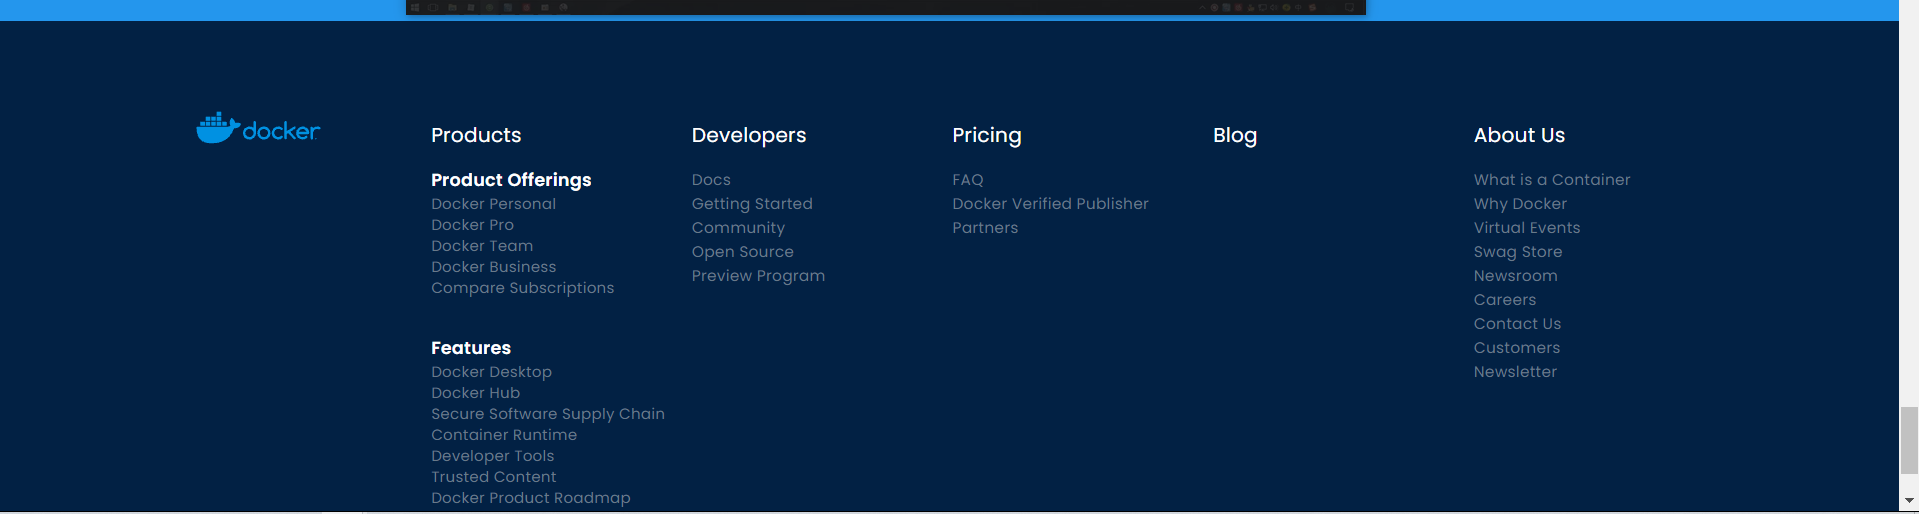 docker
Products
Product Offerings
Docker Personal
Docker Pro
Docker Team
Docker Business
Compare Subscriptions
Features
Docker Desktop
Docker Hub
Secure Software Supply Chain
Container Runtime
Developer Tools
Trusted Content
Docker Product Roadmap
Developers
Docs
Getting Started
Community
Open Source
Preview Program
Pricing
FAQ
Docker Verified Publisher
Partners
Blog
About Us
What is a Container
Why Docker
Virtual Events
Swag Store
Newsroom
Careers
Contact Us
Customers
Newsletter